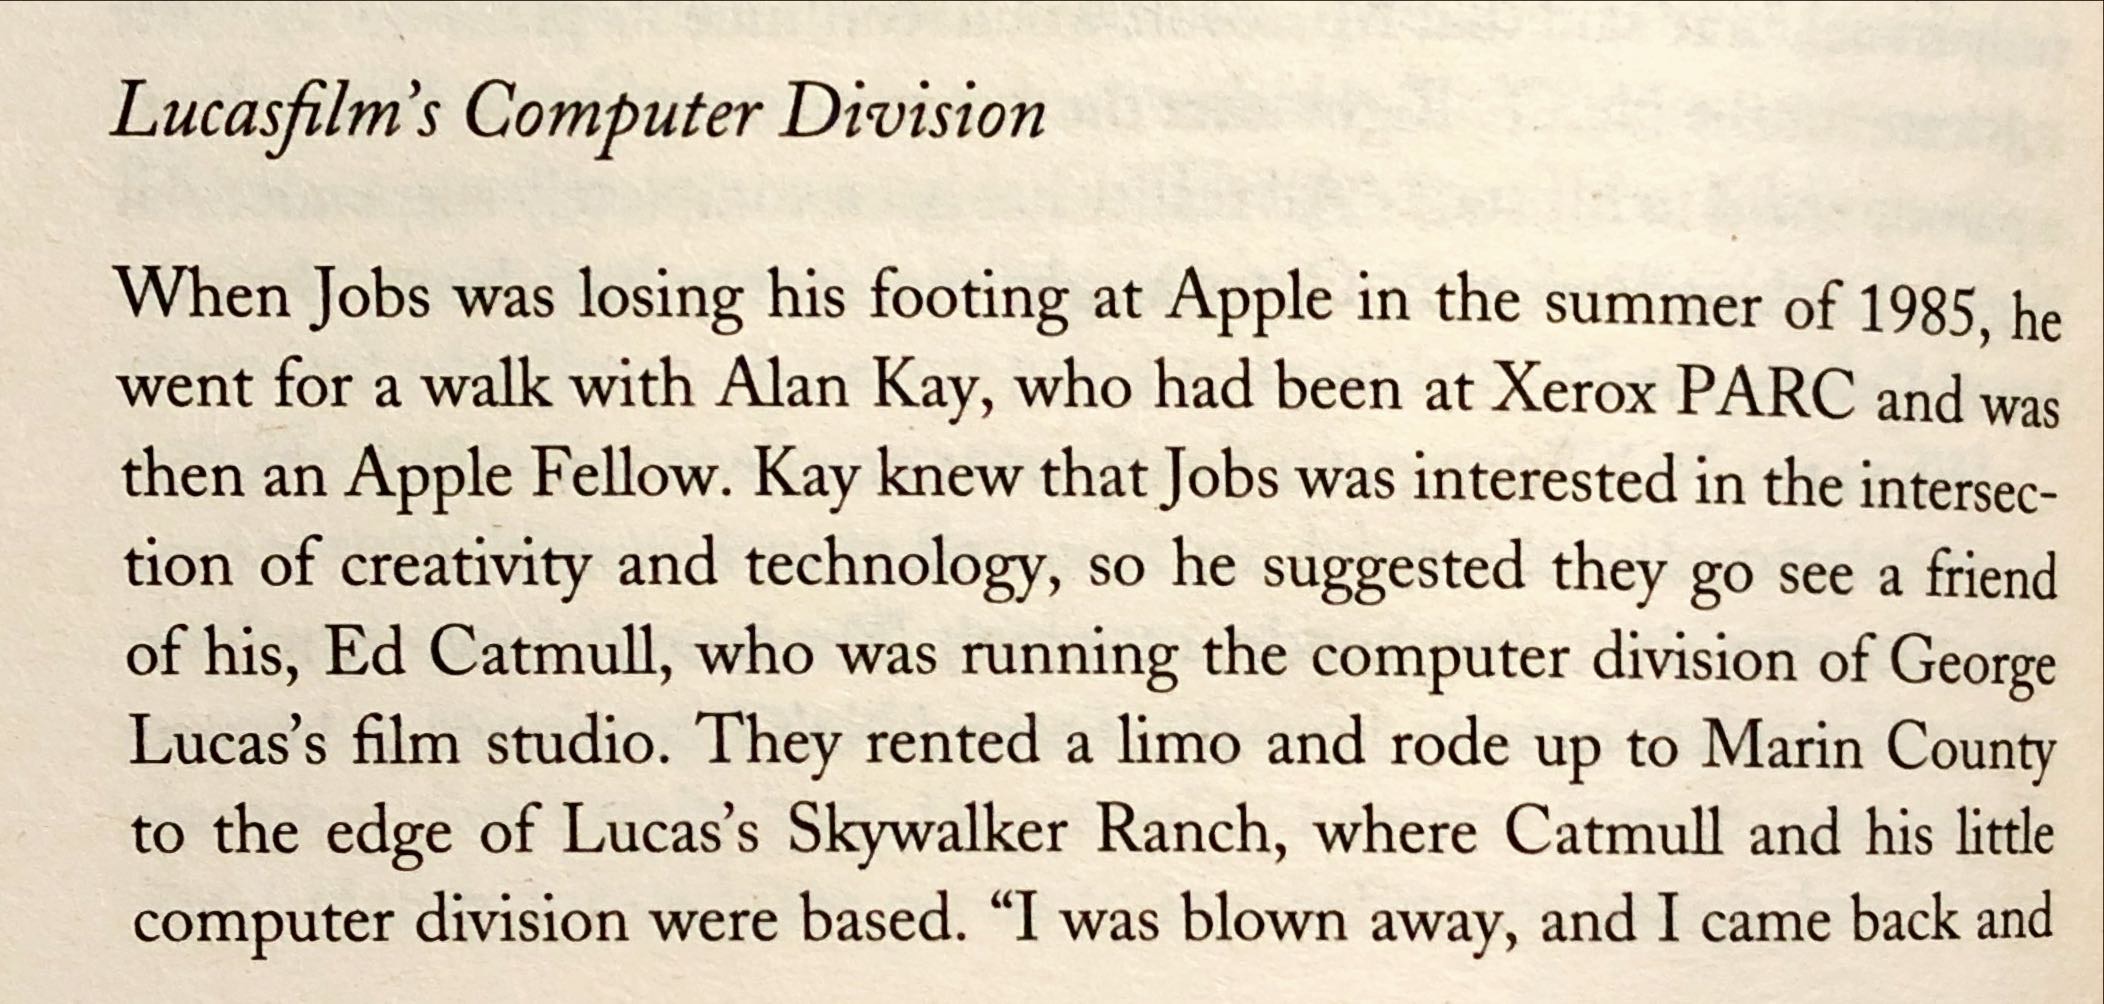 Lucasfilm’s Computer Division
When Jobs was losing his footing at Apple in the summer of 1985, he
went for a walk with Alan Kay, who had been at Xerox PARC and was
then an Apple Fellow. Kay knew that Jobs was interested in the intersec-
tion of creativity and technology, so he suggested they go see a friend
of his, Ed Catmull, who was running the computer division of George
Lucas’s film studio. They rented a limo and rode up to Marin County
to the edge of Lucas’s Skywalker Ranch, where Catmull and his little
computer division were based. “I was blown away, and I came back and